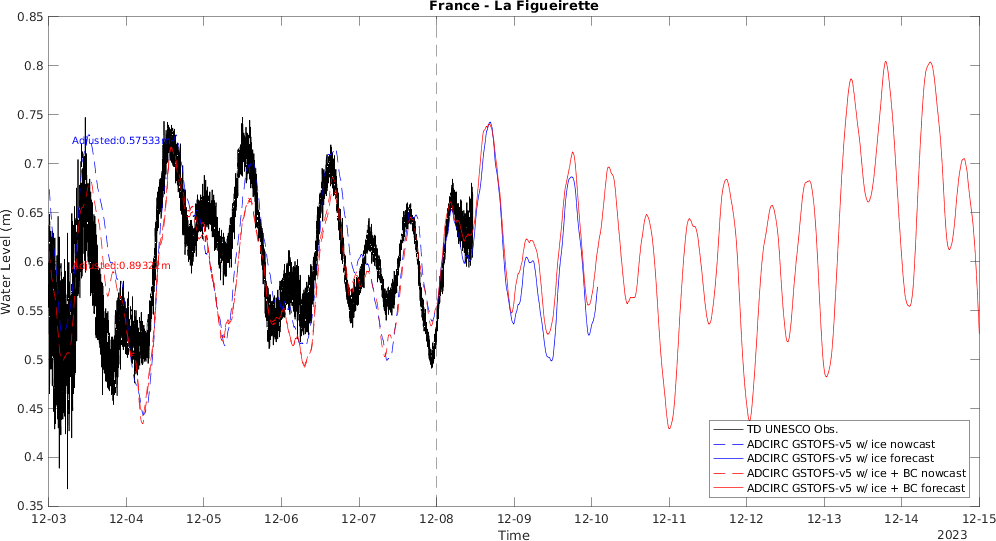 France - La Figueirette
0.85
0.8
0.75
0.7
0.65
0.6
0.55
0.5
0.45
0.4
0.35
Water Level (m)
Adjusted:0.57533m
TD UNESCO Obs.
ADCIRC GSTOFS-v5 w/ ice nowcast
ADCIRC GSTOFS-v5 w/ ice forecast
ADCIRC GSTOFS-v5 w/ ice + BC nowcast
ADCIRC GSTOFS-v5 w/ ice + BC forecast
12-03
12-04
12-05
12-06
12-07
12-08
12-09
12-10
12-11
12-12
12-13
12-14
12-15
Time
2023